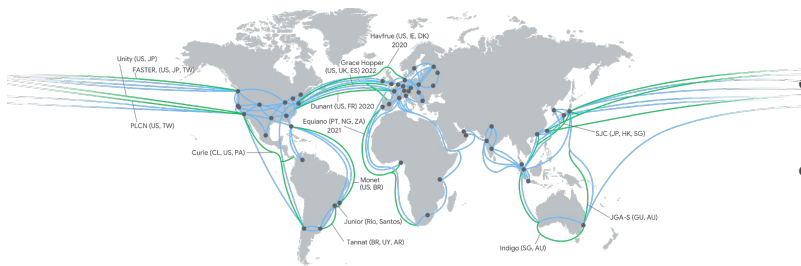 Havfrue (US, IE, DK)
2020
Unity (US, JP)
FASTER, (US, JP, TW)
Grace Hopper
(US, UK, ES) 2022
Dunant (US, FR) 2020
PLCN (US, TW)
Equiano (PT, NG, ZA)
2021
SJC (JP, HK, SG)
Curie (CL, US, PA)
Monet
(US, BR)
Junior (Rio, Santos)
JGA-S (GU, AU)
Tannat (BR, UY, AR)
Indigo (SG, AU)